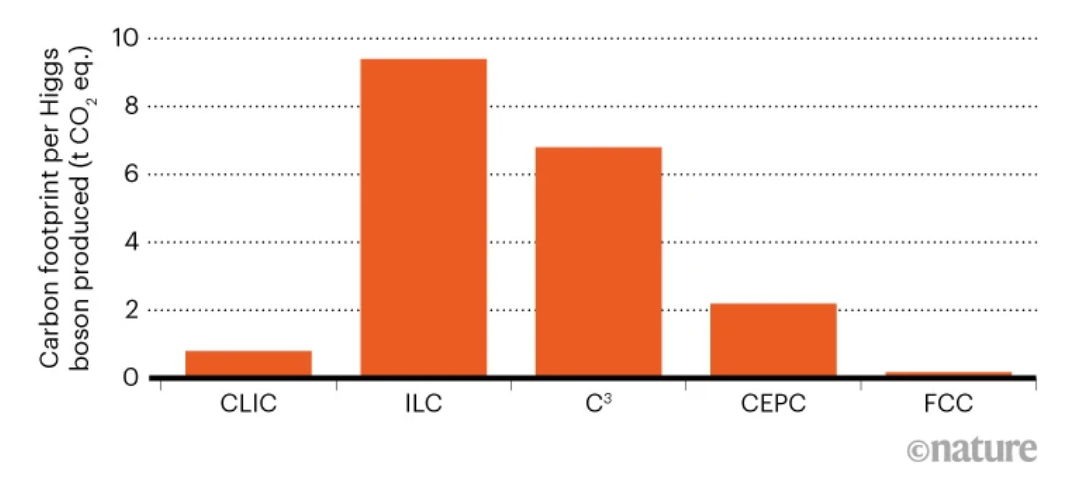 Carbon footprint per Higgs
boson produced (t CO₂ eq.)
10
8
6
4
2
0
CLIC ILC C³ CEPC FCC
©nature